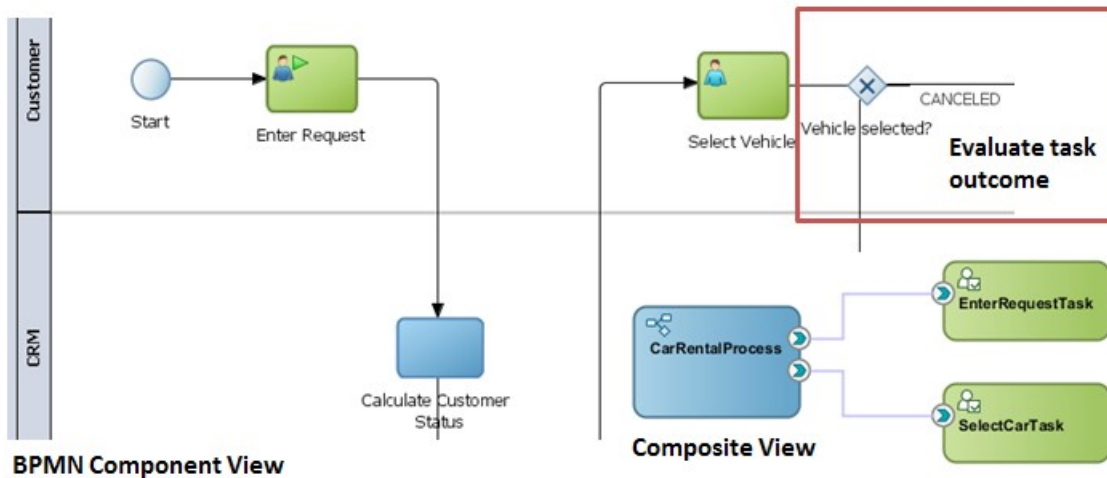 Customer
Start
Enter Request
Select Vehicle
Vehicle selected?
CANCELED
Evaluate task
outcome
CRM
Calculate Customer
Status
CarRentalProcess
EnterRequestTask
SelectCarTask
Composite View
BPMN Component View